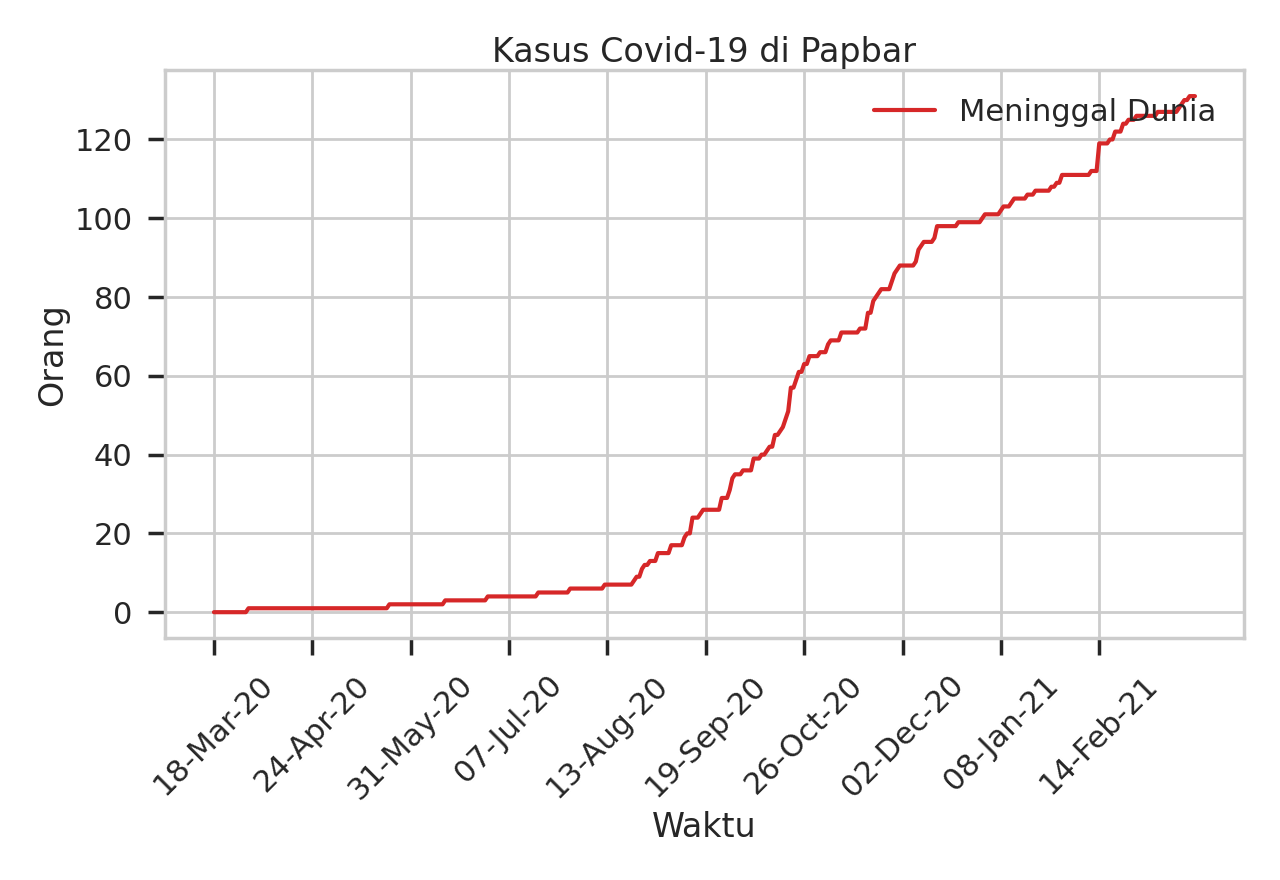 Kasus Covid-19 di Papbar
Meninggal Dunia
120
100
80
60
40
20
0
Orang
18-Mar-20
24-Apr-20
31-May-20
07-Jul-20
13-Aug-20
19-Sep-20
26-Oct-20
02-Dec-20
08-Jan-21
14-Feb-21
Waktu